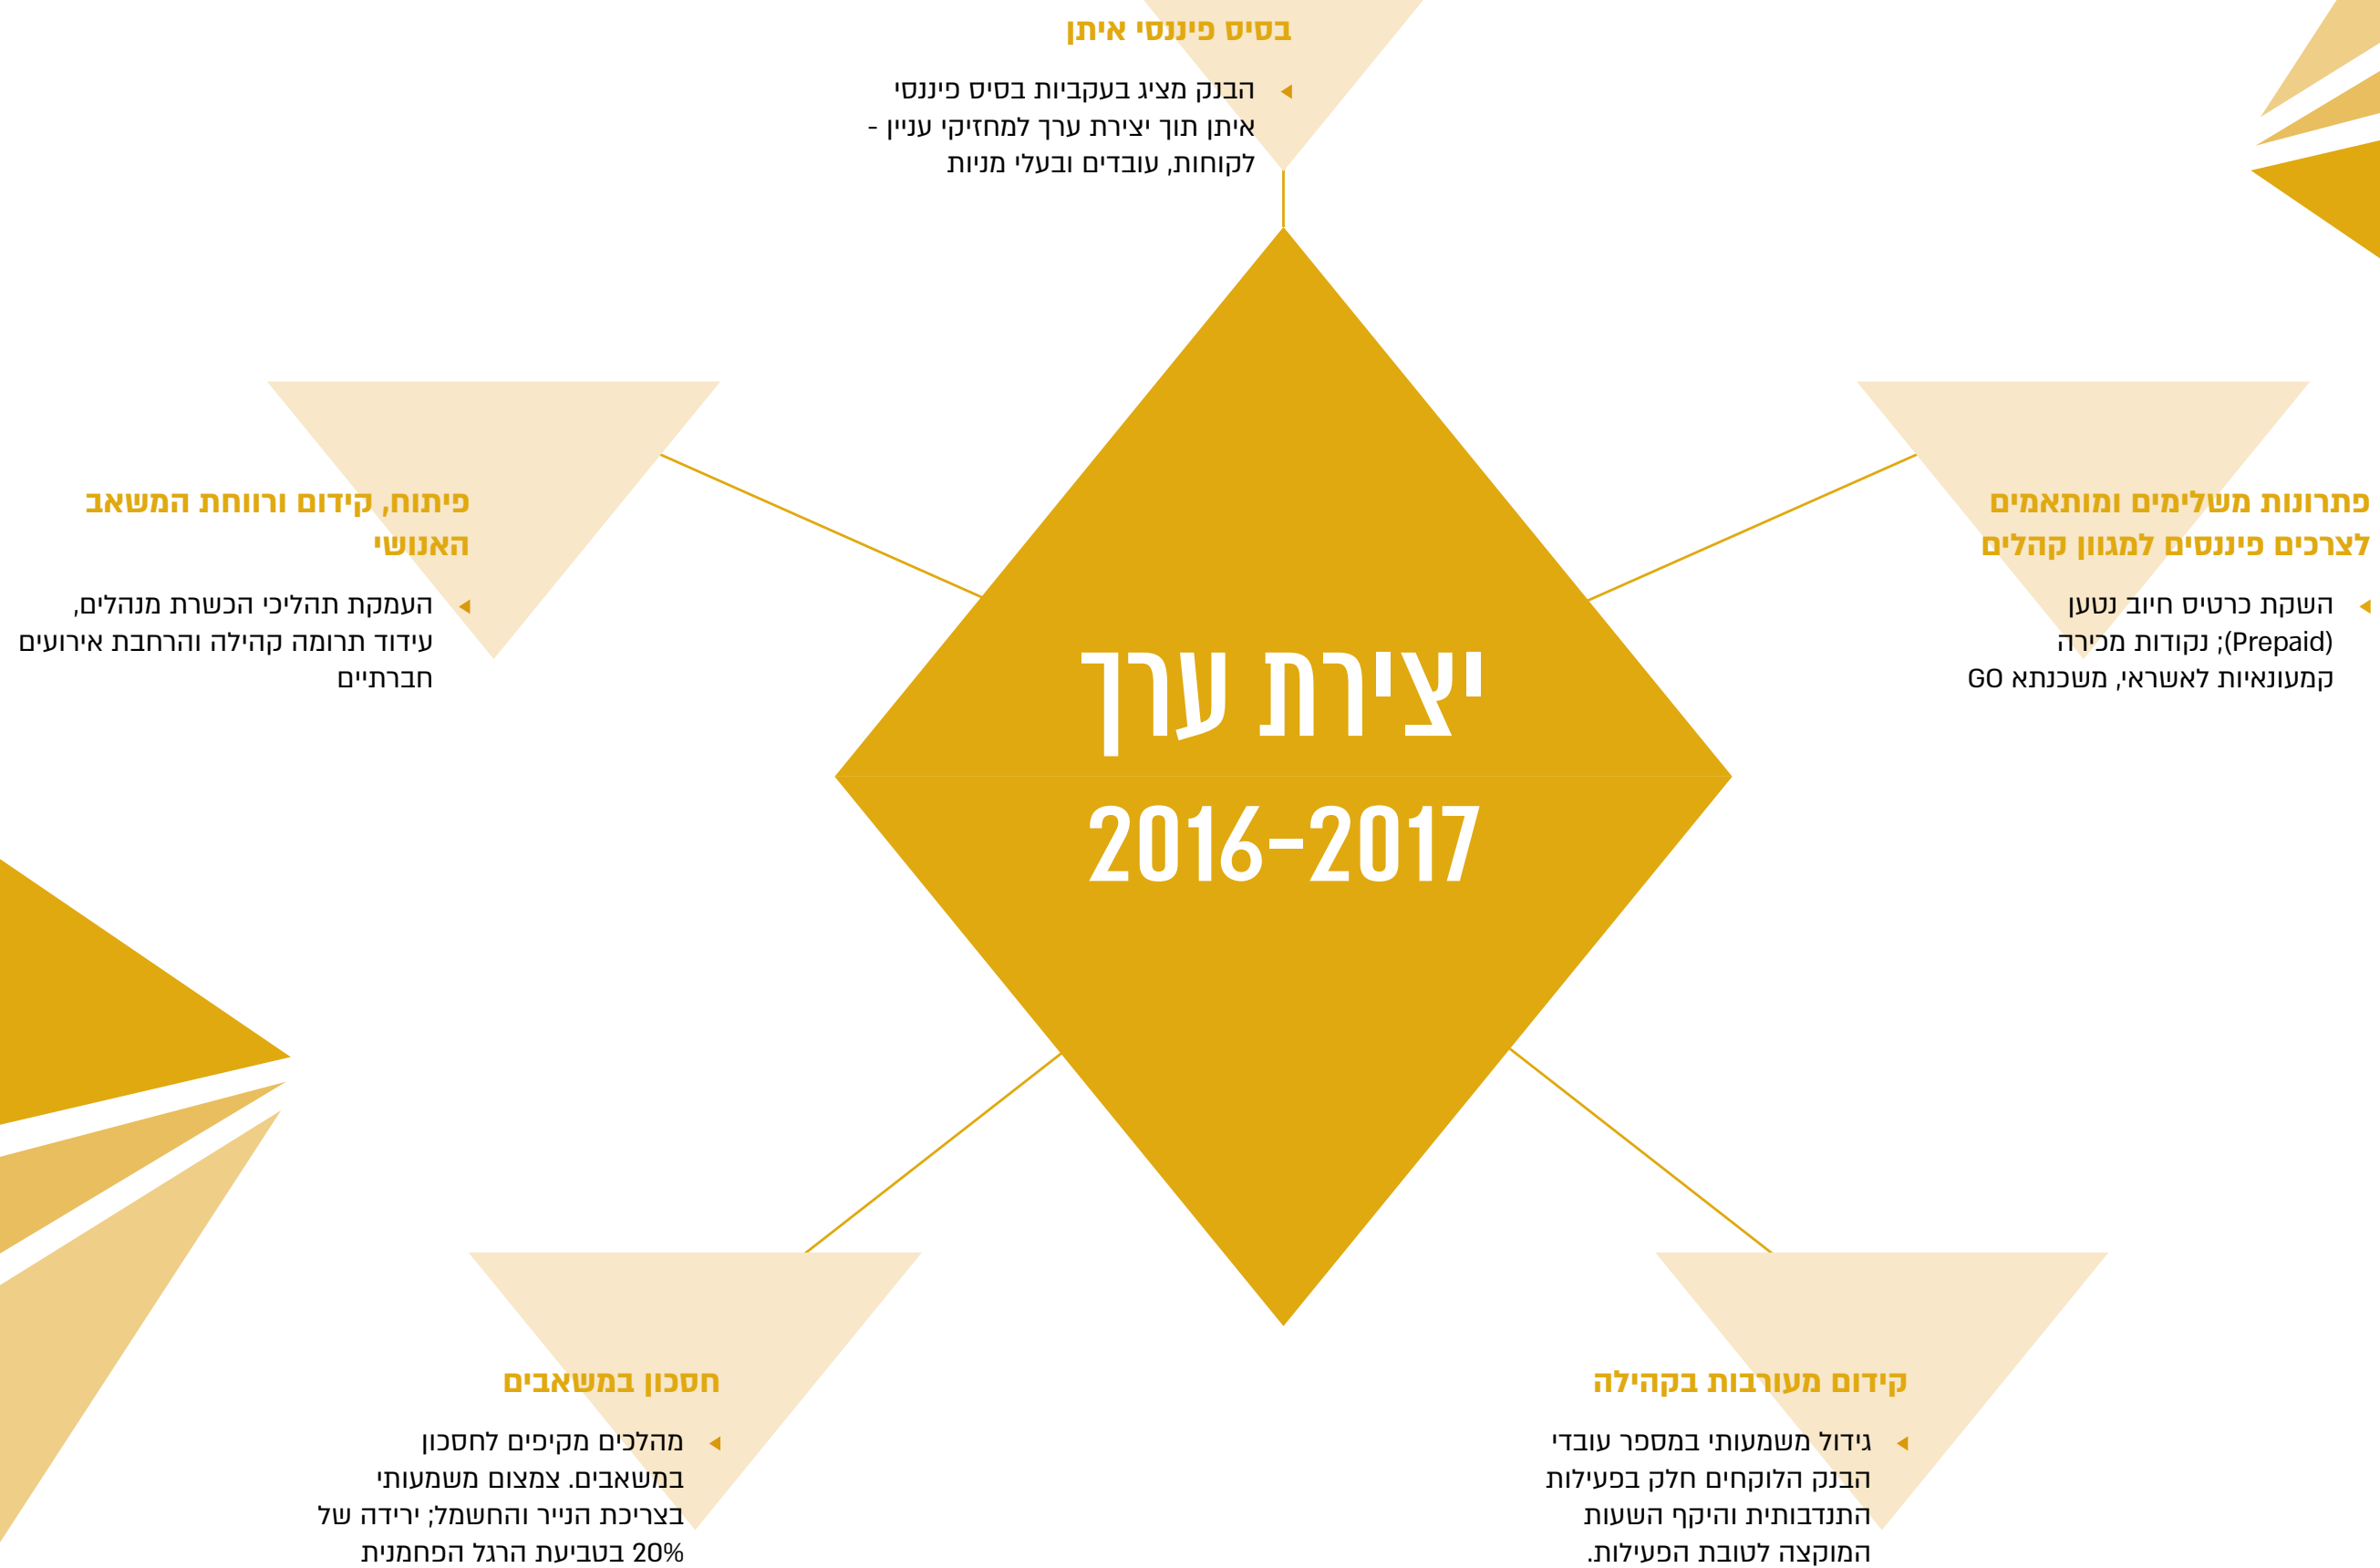 בסיס פיננסי איתן
הבנק מציג בעקביות בסיס פיננסי
איתן תוך יצירת ערך למחזיקי עניין -
לקוחות, עובדים ובעלי מניות
פתרונות משלימים ומותאמים
לצרכים פיננסים למגוון קהלים
השקת כרטיס חיוב נטען
(Prepaid); נקודות מכירה
קמעונאיות לאשראי, משכנתא GO
פיתוח, קידום ורווחת המשאב
האנושי
העמקת תהליכי הכשרת מנהלים,
עידוד תרומה קהילה והרחבת אירועים
חברתיים
יצירת ערך
2016-2017
קידום מעורבות בקהילה
גידול משמעותי במספר עובדי
הבנק הלוקחים חלק בפעילות
התנדבותית והיקף השעות
המוקצה לטובת הפעילות.
חסכון במשאבים
מהלכים מקיפים לחסכון
במשאבים. צמצום משמעותי
בצריכת הנייר והחשמל; ירידה של
20% בטביעת הרגל הפחמנית